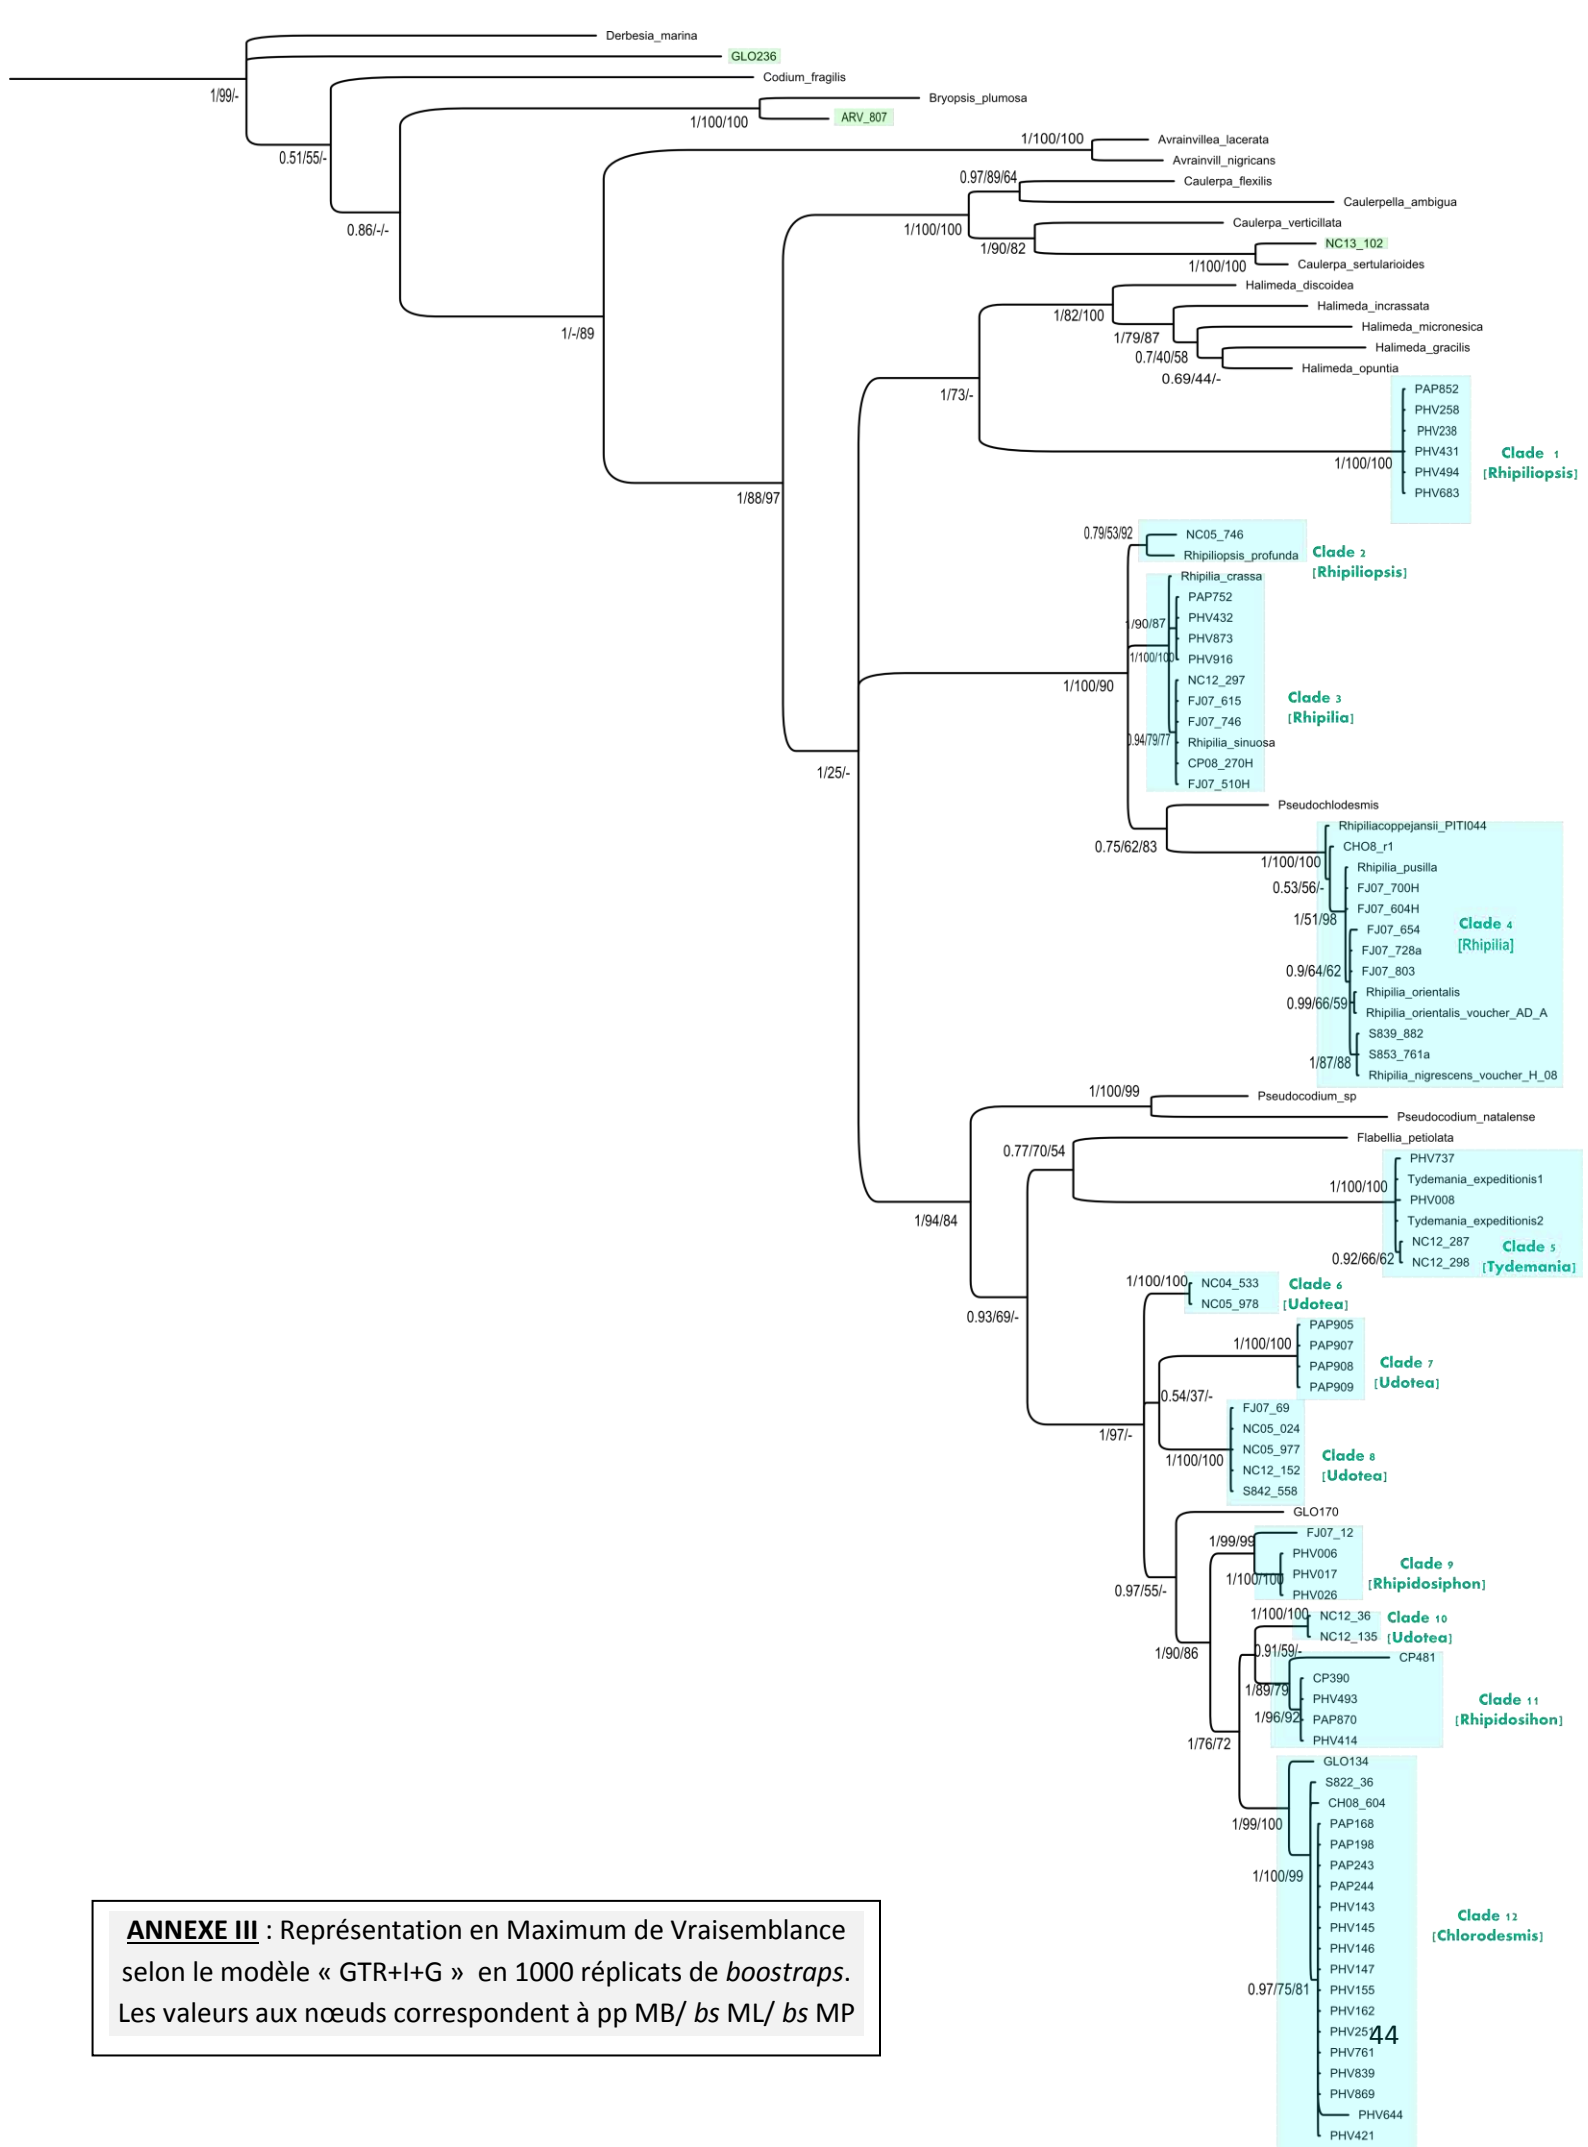 Derbesia_marina
GLO236
Codium_fragilis
1/99/-
Bryopsis_plumosa
ARV_807
1/100/100
0.51/55/-
1/100/100
Avrainvillea_lacerata
Avrainvill_nigricans
0.97/89/64
Caulerpa_flexilis
Caulerpella_ambigua
0.86/-/-
1/100/100
Caulerpa_verticillata
1/90/82
NC13_102
1/100/100
Caulerpa_sertularioides
Halimeda_discoidea
1/82/100
Halimeda_incrassata
1/-/89
1/79/87
Halimeda_micronesica
0.7/40/58
Halimeda_gracilis
0.69/44/-
Halimeda_opuntia
1/73/-
PAP852
PHV258
PHV238
PHV431
1/100/100
PHV494
PHV683
Clade 1
[Rhipiliopsis]
1/88/97
0.79/53/92
NC05_746
Rhipiliopsis_profunda
Clade 2
[Rhipiliopsis]
Rhipilia_crassa
PAP752
PHV432
1/90/87
PHV873
1/100/100
PHV916
1/100/90
NC12_297
FJ07_615
FJ07_746
0.94/79/77
Rhipilia_sinuosa
CP08_270H
FJ07_510H
Clade 3
[Rhipilia]
1/25/-
Pseudochlodesmis
0.75/62/83
Rhipiliacoppejansii_PITI044
CHO8_r1
1/100/100
Rhipilia_pusilla
0.53/56/-
FJ07_700H
FJ07_604H
1/51/98
FJ07_654
FJ07_728a
0.9/64/62
FJ07_803
Rhipilia_orientalis
0.99/66/59
Rhipilia_orientalis_voucher_AD_A
S839_882
S853_761a
1/87/88
Rhipilia_nigrescens_voucher_H_08
Clade 4
[Rhipilia]
1/100/99
Pseudocodium_sp
Pseudocodium_natalense
Flabellia_petiolata
0.77/70/54
PHV737
Tydemania_expeditionis1
1/100/100
PHV008
Tydemania_expeditionis2
1/94/84
NC12_287
0.92/66/62
NC12_298
Clade 5
[Tydemania]
1/100/100
NC04_533
NC05_978
Clade 6
[Udotea]
0.93/69/-
PAP905
1/100/100
PAP907
PAP908
PAP909
Clade 7
[Udotea]
0.54/37/-
FJ07_69
NC05_024
1/97/-
NC05_977
1/100/100
NC12_152
S842_558
Clade 8
[Udotea]
GLO170
FJ07_12
1/99/99
PHV006
PHV017
1/100/100
PHV026
Clade 9
[Rhipidosiphon]
0.97/55/-
1/100/100
NC12_36
NC12_135
Clade 10
[Udotea]
1/90/86
0.91/59/-
CP481
CP390
1/89/79
PHV493
1/96/92
PAP870
PHV414
Clade 11
[Rhipidosihon]
1/76/72
GLO134
S822_36
CH08_604
1/99/100
PAP168
PAP198
PAP243
1/100/99
PAP244
PHV143
PHV145
PHV146
PHV147
0.97/75/81
PHV155
PHV162
PHV251
PHV761
PHV839
PHV869
PHV644
PHV421
Clade 12
[Chlorodesmis]
44
ANNEXE III : Représentation en Maximum de Vraisemblance
selon le modèle « GTR+I+G » en 1000 réplicats de boostraps.
Les valeurs aux nœuds correspondent à pp MB/ bs ML/ bs MP